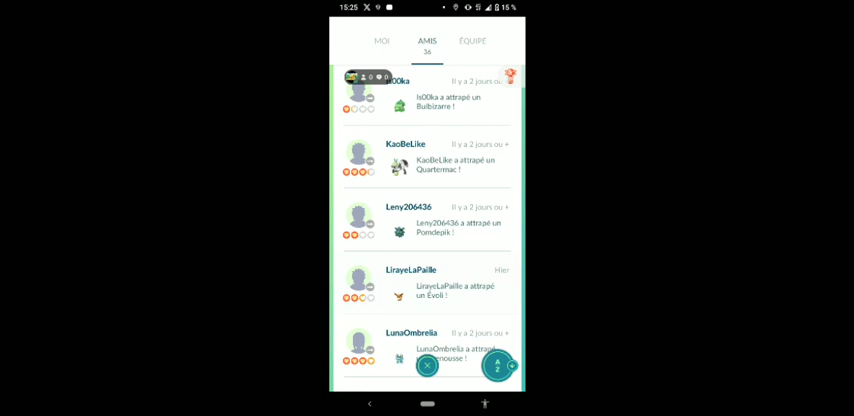 15:25
15 %
MOI AMIS ÉQUIPE
36
0 0
Is00ka Il y a 2 jours ou
Is00ka a attrapé un
Bulbizarre !
KaoBeLike Il y a 2 jours ou +
KaoBeLike a attrapé un
Quartermac !
Leny206436 Il y a 2 jours ou +
Leny206436 a attrapé un
Pomdepik !
LirayeLaPaille Hier
LirayeLaPaille a attrapé
un Évoli !
LunaOmbrelia Il y a 2 jours ou +
LunaOmbrelia a attrapé
enousse !
A
Z